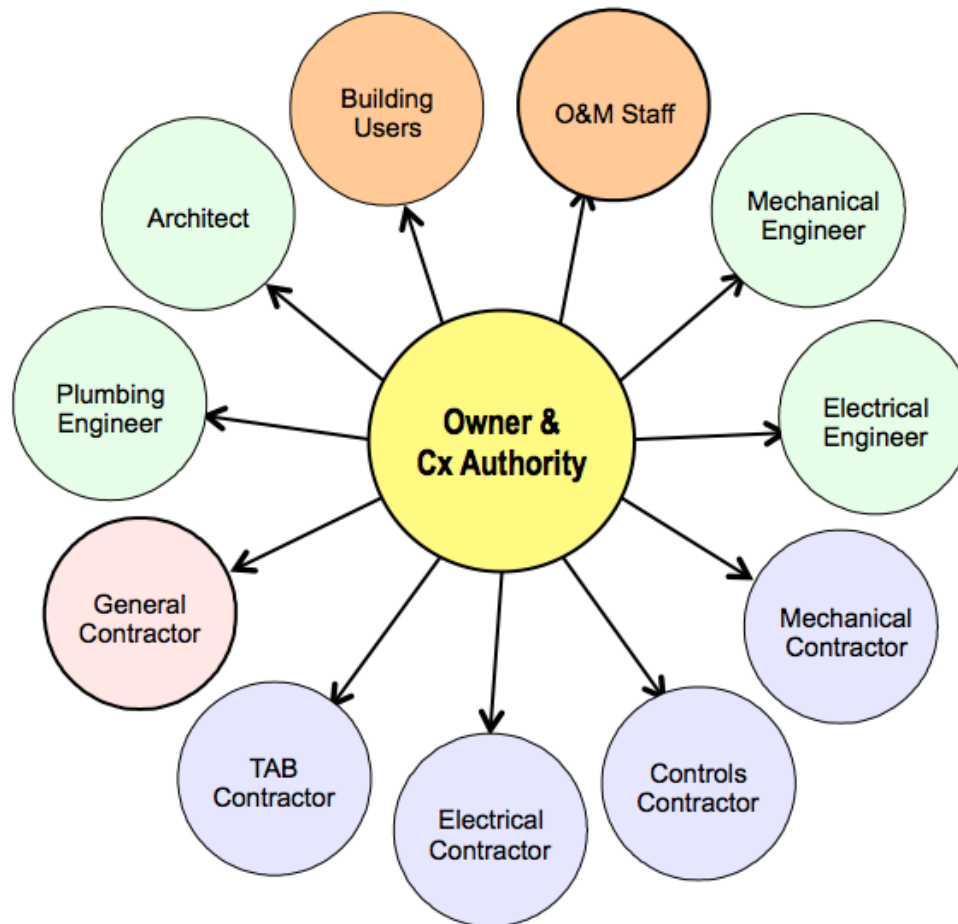 Building
Users
O&M Staff
Mechanical
Engineer
Architect
Plumbing
Engineer
Owner &
Cx Authority
Electrical
Engineer
General
Contractor
Mechanical
Contractor
TAB
Contractor
Electrical
Contractor
Controls
Contractor